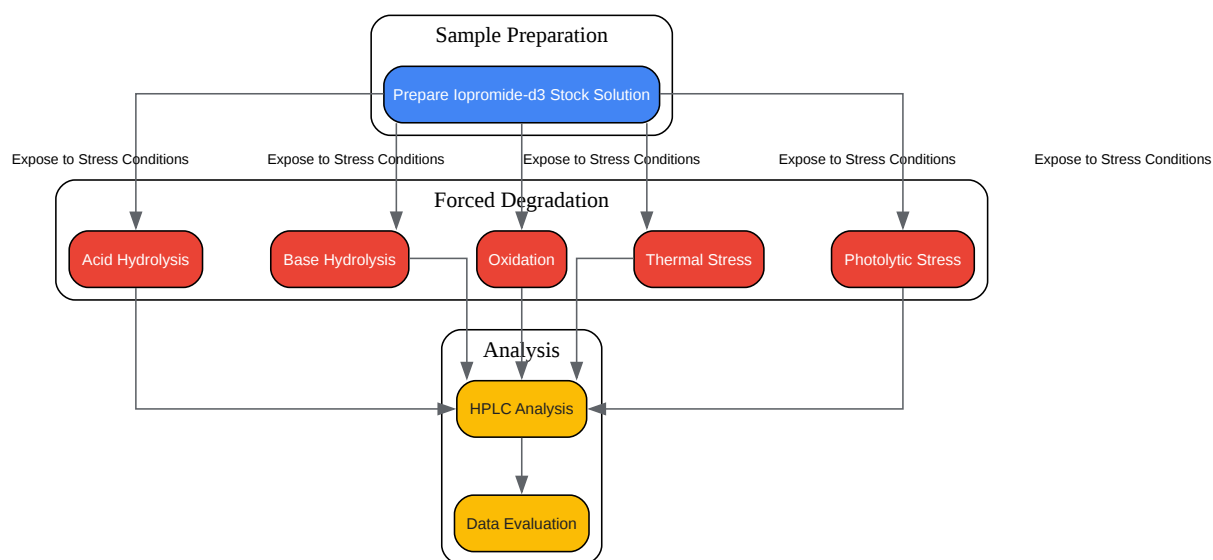 Sample Preparation
Prepare Iopromide-d3 Stock Solution
Expose to Stress Conditions
Expose to Stress Conditions
Expose to Stress Conditions
Expose to Stress Conditions
Expose to Stress Conditions
Forced Degradation
Acid Hydrolysis
Base Hydrolysis
Oxidation
Thermal Stress
Photolytic Stress
Analysis
HPLC Analysis
Data Evaluation